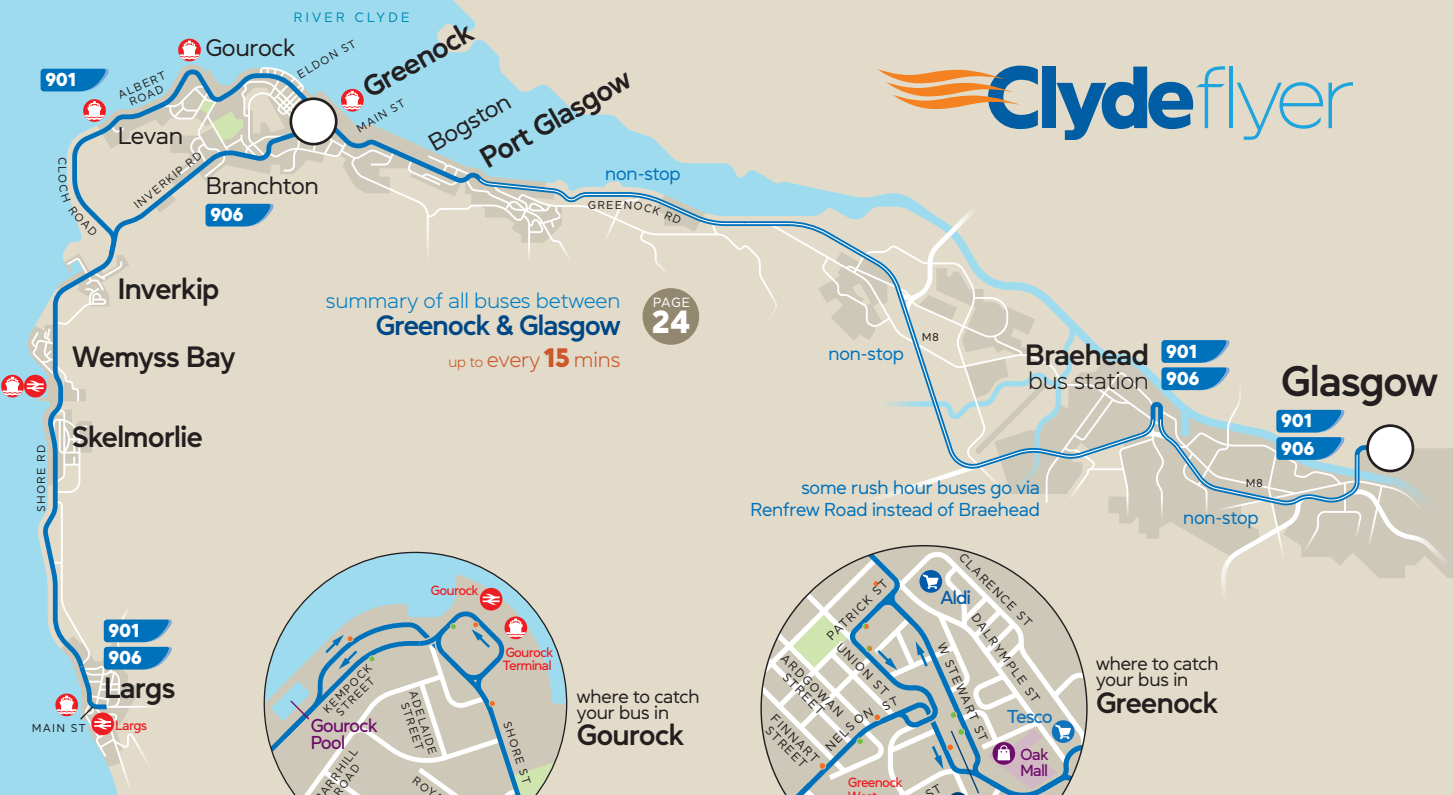 RIVER CLYDE
Clydeflyer
901
ALBERT
ROAD
Gourock
ELDON ST
Greenock
MAIN ST
Bogston
Port Glasgow
Levan
CLOCH ROAD
INVERKIP RD
Branchton
906
non-stop
GREENOCK RD
Inverkip
summary of all buses between
Greenock & Glasgow
up to every 15 mins
PAGE
24
Wemyss Bay
Skelmorlie
SHORE RD
non-stop
M8
Braehead
bus station
901
906
Glasgow
901
906
some rush hour buses go via
Renfrew Road instead of Braehead
M8
non-stop
901
906
Largs
MAIN ST
Largs
Gourock
Gourock
Terminal
KEMPOCK
STREET
Gourock
Pool
ADELAIDE
STREET
SHORE ST
where to catch
your bus in
Gourock
PATRICK ST
Aldi
CLARENCE ST
DALRYMPLE ST
UNION ST
ARDGOWAN
STREET
W STEWART ST
NELSON ST
FINNART
STREET
Tesco
Oak
Mall
Greenock
where to catch
your bus in
Greenock